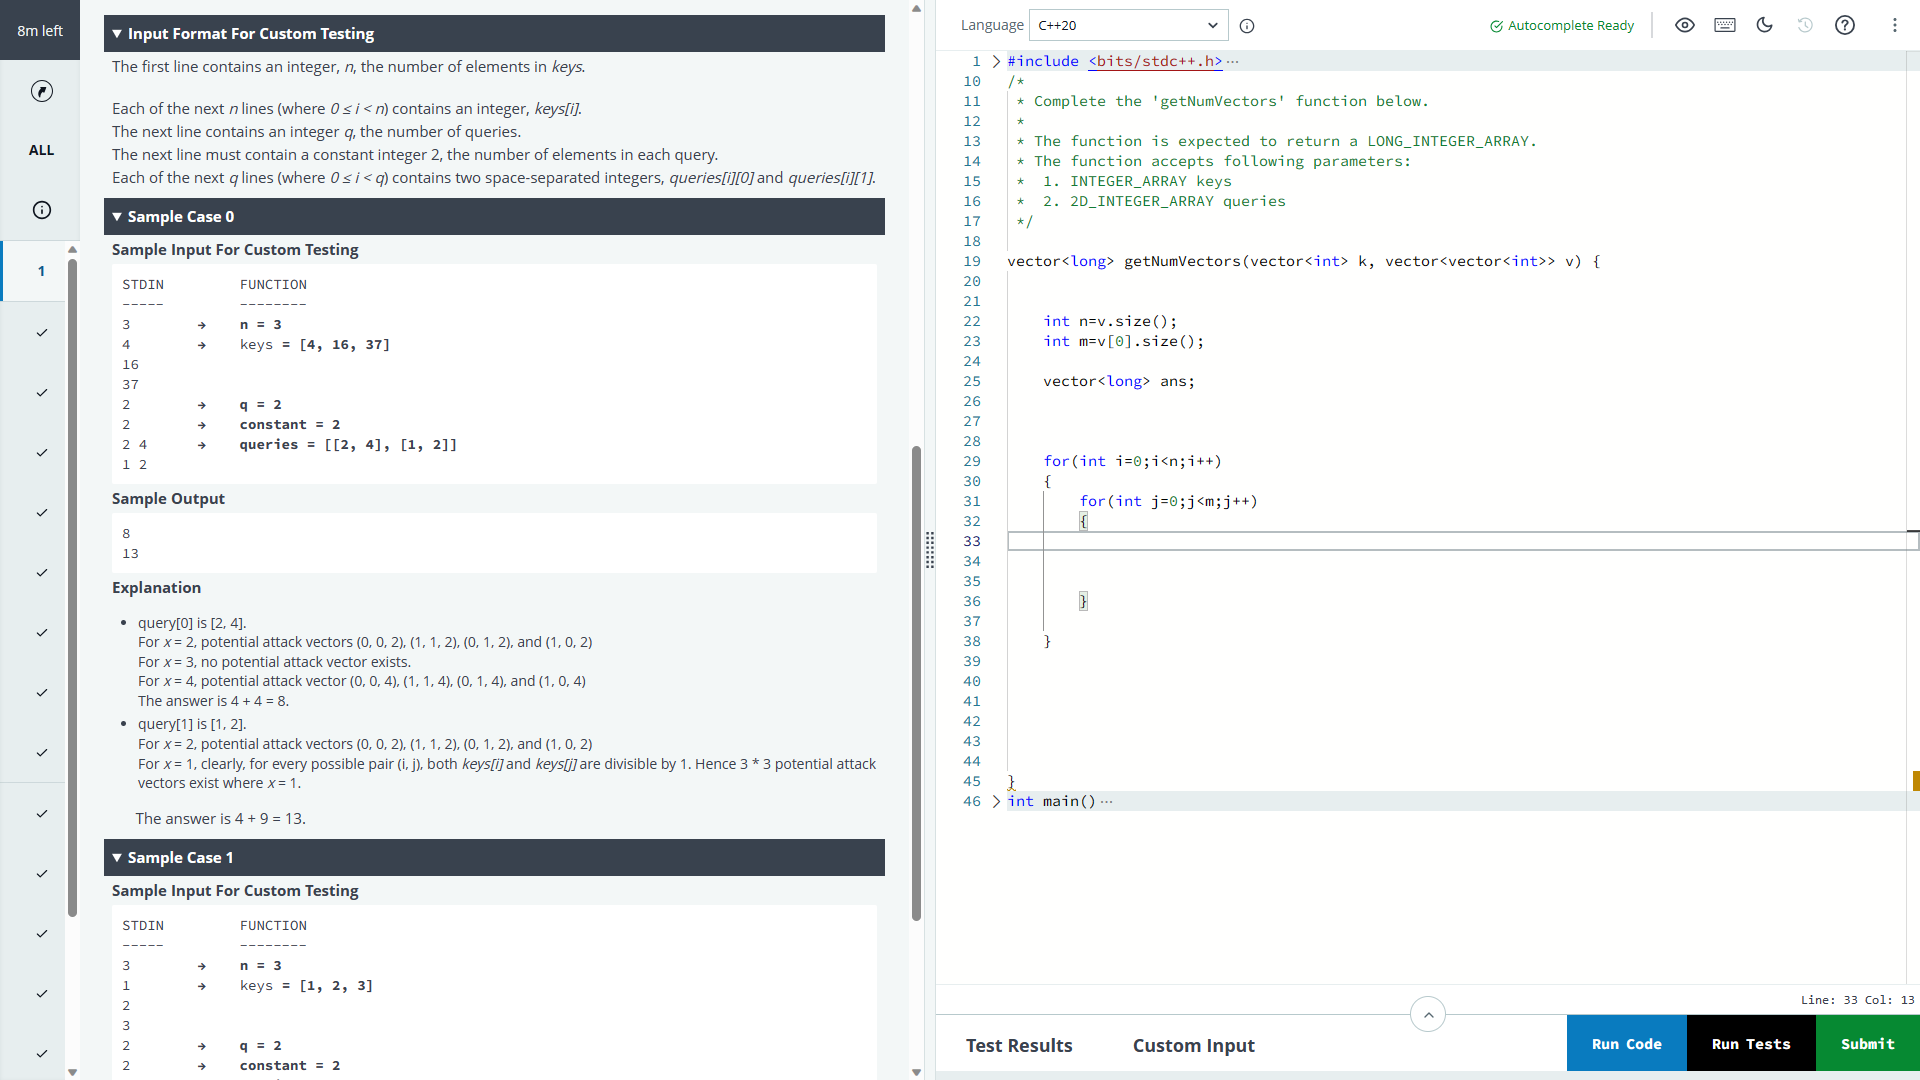 8m left
ALL
1
Input Format For Custom Testing
The first line contains an integer, n, the number of elements in keys.
Each of the next n lines (where 0 ≤ i < n) contains an integer, keys[i].
The next line contains an integer q, the number of queries.
The next line must contain a constant integer 2, the number of elements in each query.
Each of the next q lines (where 0 ≤ i < q) contains two space-separated integers, queries[i][0] and queries[i][1].
Sample Case 0
Sample Input For Custom Testing
STDIN FUNCTION
----- --------
3 → n = 3
4 → keys = [4, 16, 37]
16
37
2 → q = 2
2 → constant = 2
2 4 → queries = [[2, 4], [1, 2]]
1 2
Sample Output
8
13
Explanation
• query[0] is [2, 4].
For x = 2, potential attack vectors (0, 0, 2), (1, 1, 2), (0, 1, 2), and (1, 0, 2)
For x = 3, no potential attack vector exists.
For x = 4, potential attack vector (0, 0, 4), (1, 1, 4), (0, 1, 4), and (1, 0, 4)
The answer is 4 + 4 = 8.
• query[1] is [1, 2].
For x = 2, potential attack vectors (0, 0, 2), (1, 1, 2), (0, 1, 2), and (1, 0, 2)
For x = 1, clearly, for every possible pair (i, j), both keys[i] and keys[j] are divisible by 1. Hence 3 * 3 potential attack
vectors exist where x = 1.
The answer is 4 + 9 = 13.
Sample Case 1
Sample Input For Custom Testing
STDIN FUNCTION
----- --------
3 → n = 3
1 → keys = [1, 2, 3]
2
3
2 → q = 2
2 → constant = 2
Language C++20
Autocomplete Ready
1 #include <bits/stdc++.h> ···
10 /*
11 * Complete the 'getNumVectors' function below.
12 *
13 * The function is expected to return a LONG_INTEGER_ARRAY.
14 * The function accepts following parameters:
15 * 1. INTEGER_ARRAY keys
16 * 2. 2D_INTEGER_ARRAY queries
17 */
18
19 vector<long> getNumVectors(vector<int> k, vector<vector<int>> v) {
20
21
22 int n=v.size();
23 int m=v[0].size();
24
25 vector<long> ans;
26
27
28
29 for(int i=0;i<n;i++)
30 {
31 for(int j=0;j<m;j++)
32 {
33
34
35
36 }
37
38 }
39
40
41
42
43
44
45 }
46 int main() ···
Line: 33 Col: 13
Test Results
Custom Input
Run Code
Run Tests
Submit